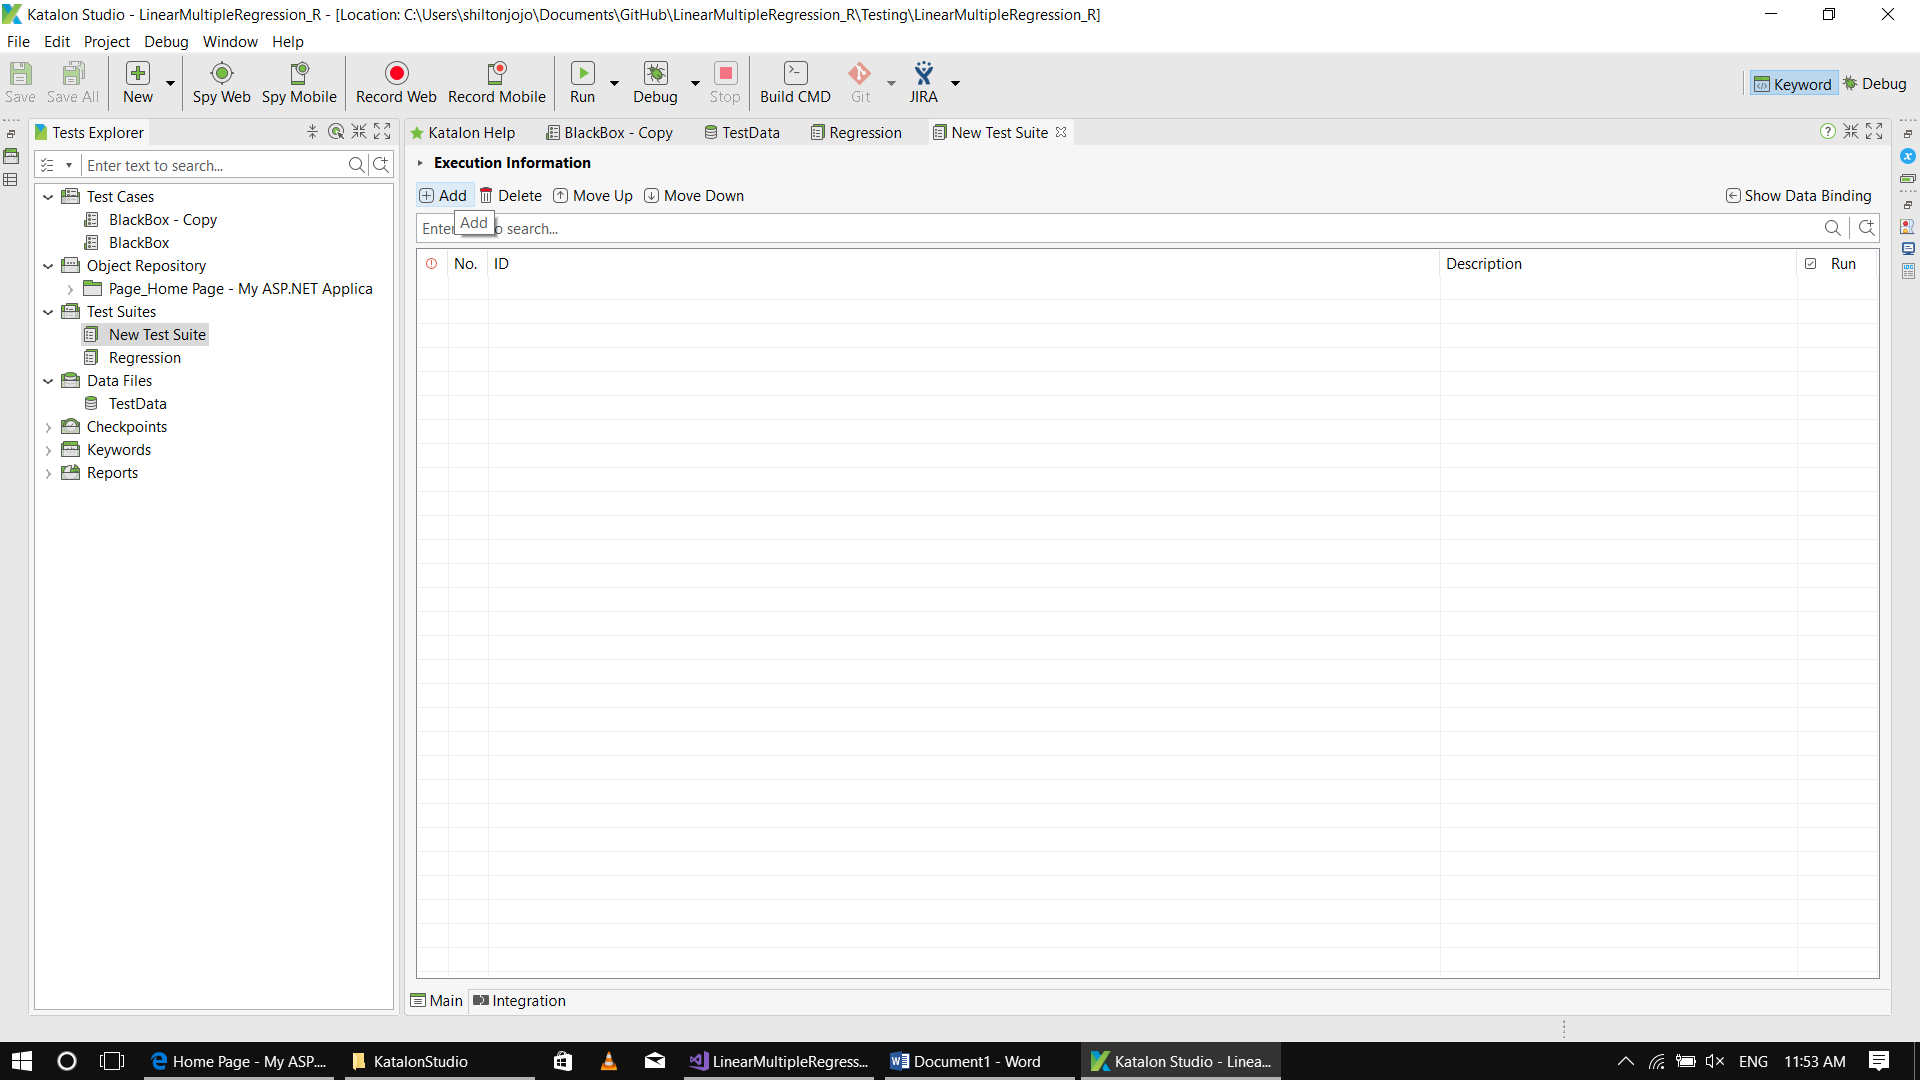 Katalon Studio - LinearMultipleRegression_R - [Location: C:\Users\shiltonjojo\Documents\GitHub\LinearMultipleRegression_R\Testing\LinearMultipleRegression_R]
File Edit Project Debug Window Help
Save Save All New Spy Web Spy Mobile Record Web Record Mobile Run Debug Stop Build CMD Git JIRA Keyword Debug
Tests Explorer
Enter text to search...
Test Cases
BlackBox - Copy
BlackBox
Object Repository
Page_Home Page - My ASP.NET Applica
Test Suites
New Test Suite
Regression
Data Files
TestData
Checkpoints
Keywords
Reports
Katalon Help BlackBox - Copy TestData Regression New Test Suite
Execution Information
Add Delete Move Up Move Down Show Data Binding
Add
Enter to search...
No. ID Description Run
Main Integration
Home Page - My ASP.... KatalonStudio LinearMultipleRegress... Document1 - Word Katalon Studio - Linea... ENG 11:53 AM